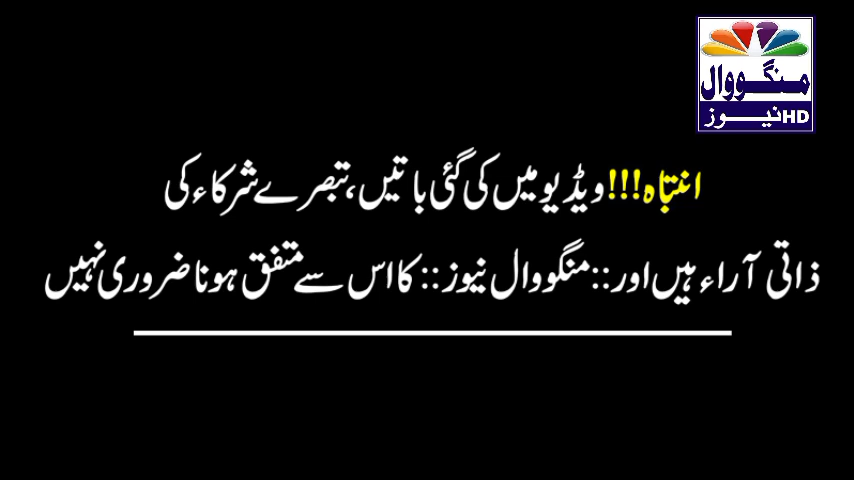 منگووال
نیوز HD
انتباہ!!! ویڈیو میں کی گئی باتیں، تبصرے شرکاء کی
ذاتی آراء ہیں اور :: منگووال نیوز :: کا اس سے متفق ہونا ضروری نہیں